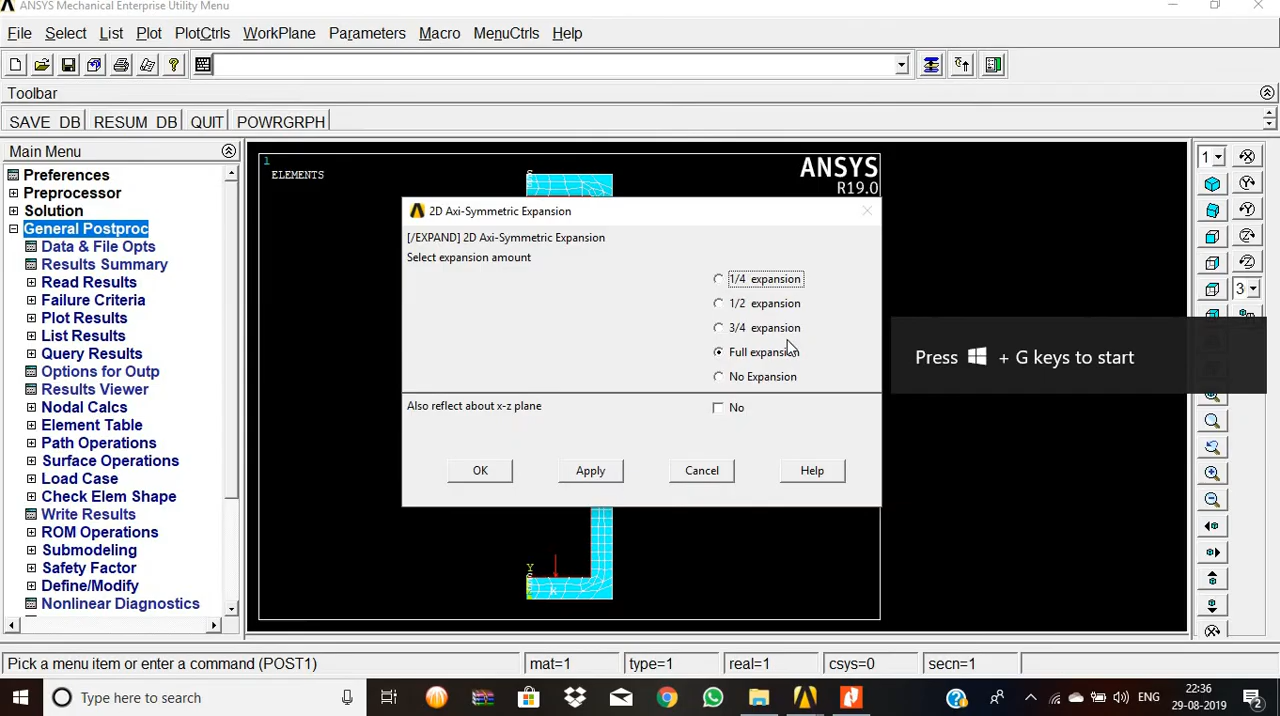 ANSYS Mechanical Enterprise Utility Menu
File Select List Plot PlotCtrls WorkPlane Parameters Macro MenuCtrls Help
Toolbar
SAVE_DB RESUM_DB QUIT POWRGRPH
Main Menu
Preferences
Preprocessor
Solution
General Postproc
Data & File Opts
Results Summary
Read Results
Failure Criteria
Plot Results
List Results
Query Results
Options for Outp
Results Viewer
Nodal Calcs
Element Table
Path Operations
Surface Operations
Load Case
Check Elem Shape
Write Results
ROM Operations
Submodeling
Safety Factor
Define/Modify
Nonlinear Diagnostics
1
ELEMENTS
ANSYS
R19.0
2D Axi-Symmetric Expansion
[/EXPAND] 2D Axi-Symmetric Expansion
Select expansion amount
1/4 expansion
1/2 expansion
3/4 expansion
Full expansion
No Expansion
Also reflect about x-z plane
No
OK Apply Cancel Help
Y
1
3
Press + G keys to start
Pick a menu item or enter a command (POST1)
mat=1 type=1 real=1 csys=0 secn=1
Type here to search
ENG
22:36
29-08-2019
2